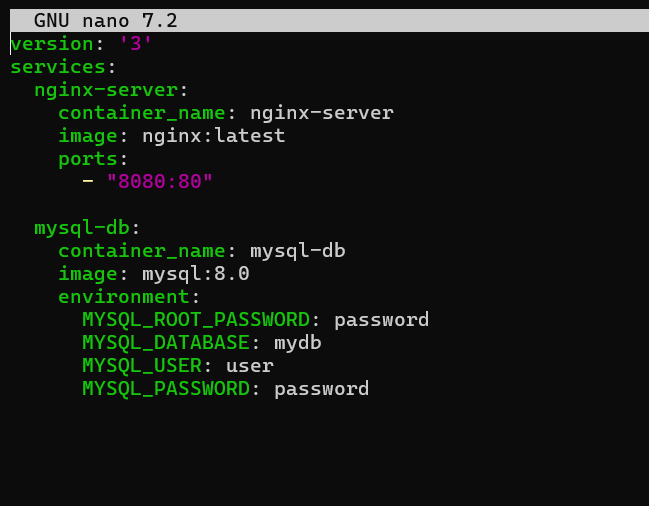 GNU nano 7.2
version: '3'
services:
  nginx-server:
    container_name: nginx-server
    image: nginx:latest
    ports:
      - "8080:80"

  mysql-db:
    container_name: mysql-db
    image: mysql:8.0
    environment:
      MYSQL_ROOT_PASSWORD: password
      MYSQL_DATABASE: mydb
      MYSQL_USER: user
      MYSQL_PASSWORD: password